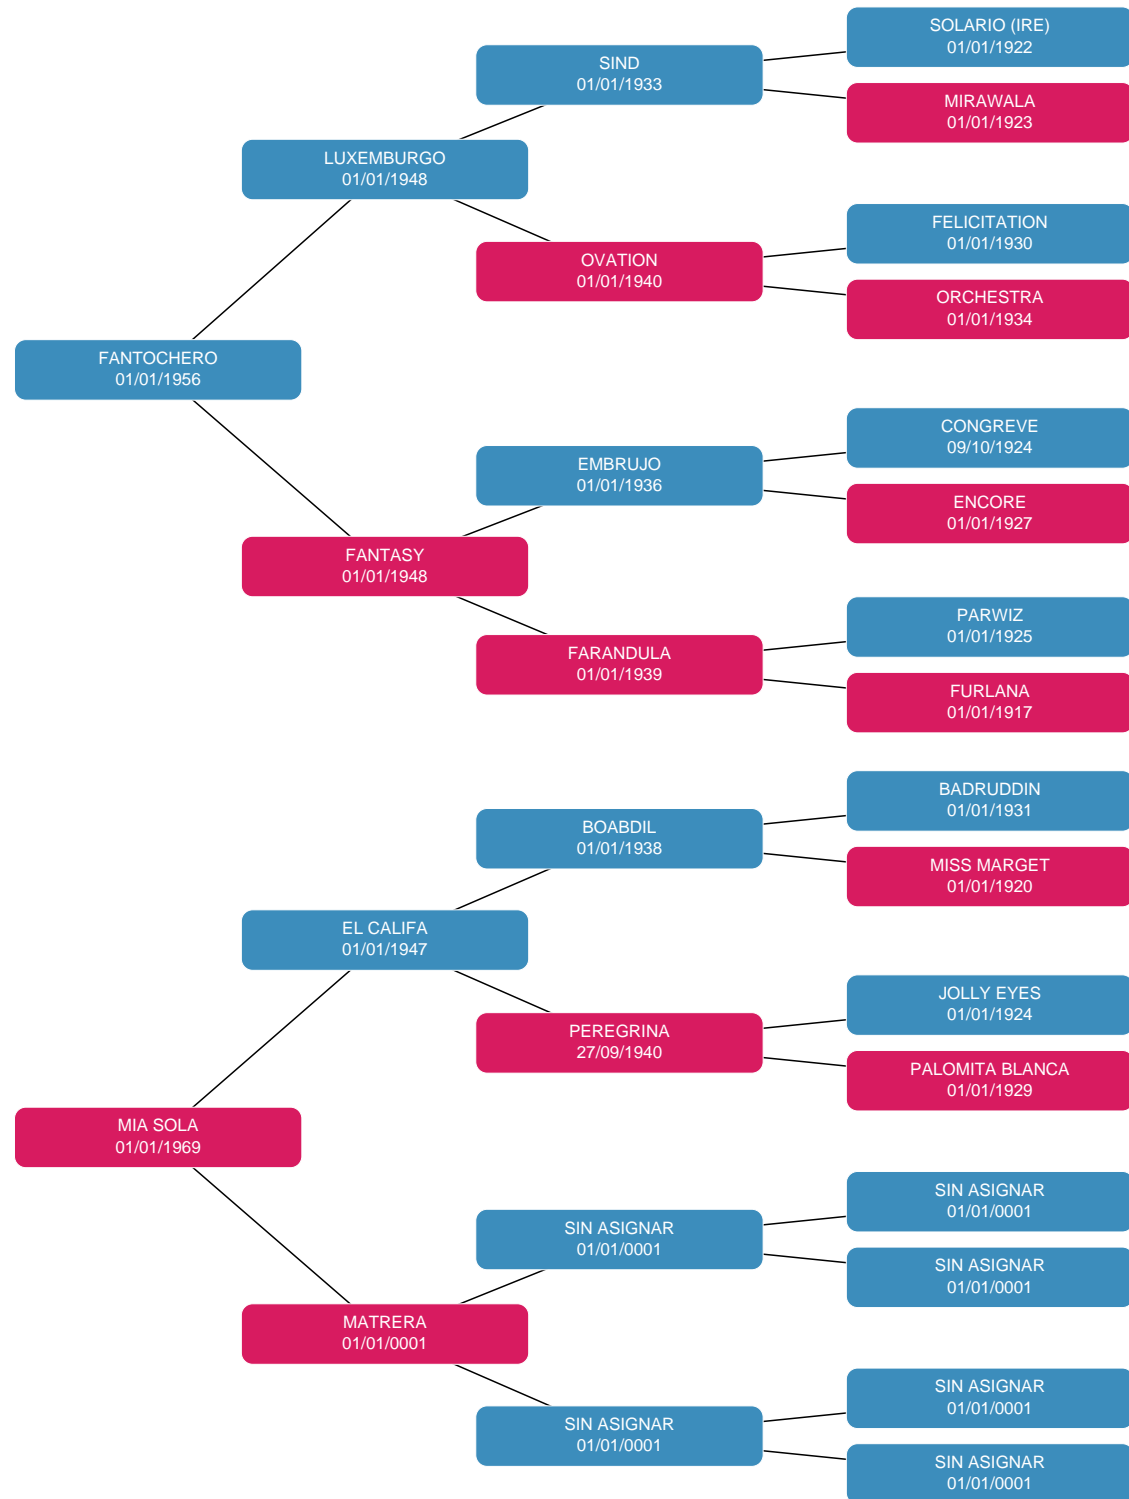 SOLARIO (IRE)
01/01/1922
SIND
01/01/1933
MIRAWALA
01/01/1923
LUXEMBURGO
01/01/1948
FELICITATION
01/01/1930
OVATION
01/01/1940
ORCHESTRA
01/01/1934
FANTOCHERO
01/01/1956
CONGREVE
09/10/1924
EMBRUJO
01/01/1936
ENCORE
01/01/1927
FANTASY
01/01/1948
PARWIZ
01/01/1925
FARANDULA
01/01/1939
FURLANA
01/01/1917
BADRUDDIN
01/01/1931
BOABDIL
01/01/1938
MISS MARGET
01/01/1920
EL CALIFA
01/01/1947
JOLLY EYES
01/01/1924
PEREGRINA
27/09/1940
PALOMITA BLANCA
01/01/1929
MIA SOLA
01/01/1969
SIN ASIGNAR
01/01/0001
SIN ASIGNAR
01/01/0001
SIN ASIGNAR
01/01/0001
MATRERA
01/01/0001
SIN ASIGNAR
01/01/0001
SIN ASIGNAR
01/01/0001
SIN ASIGNAR
01/01/0001